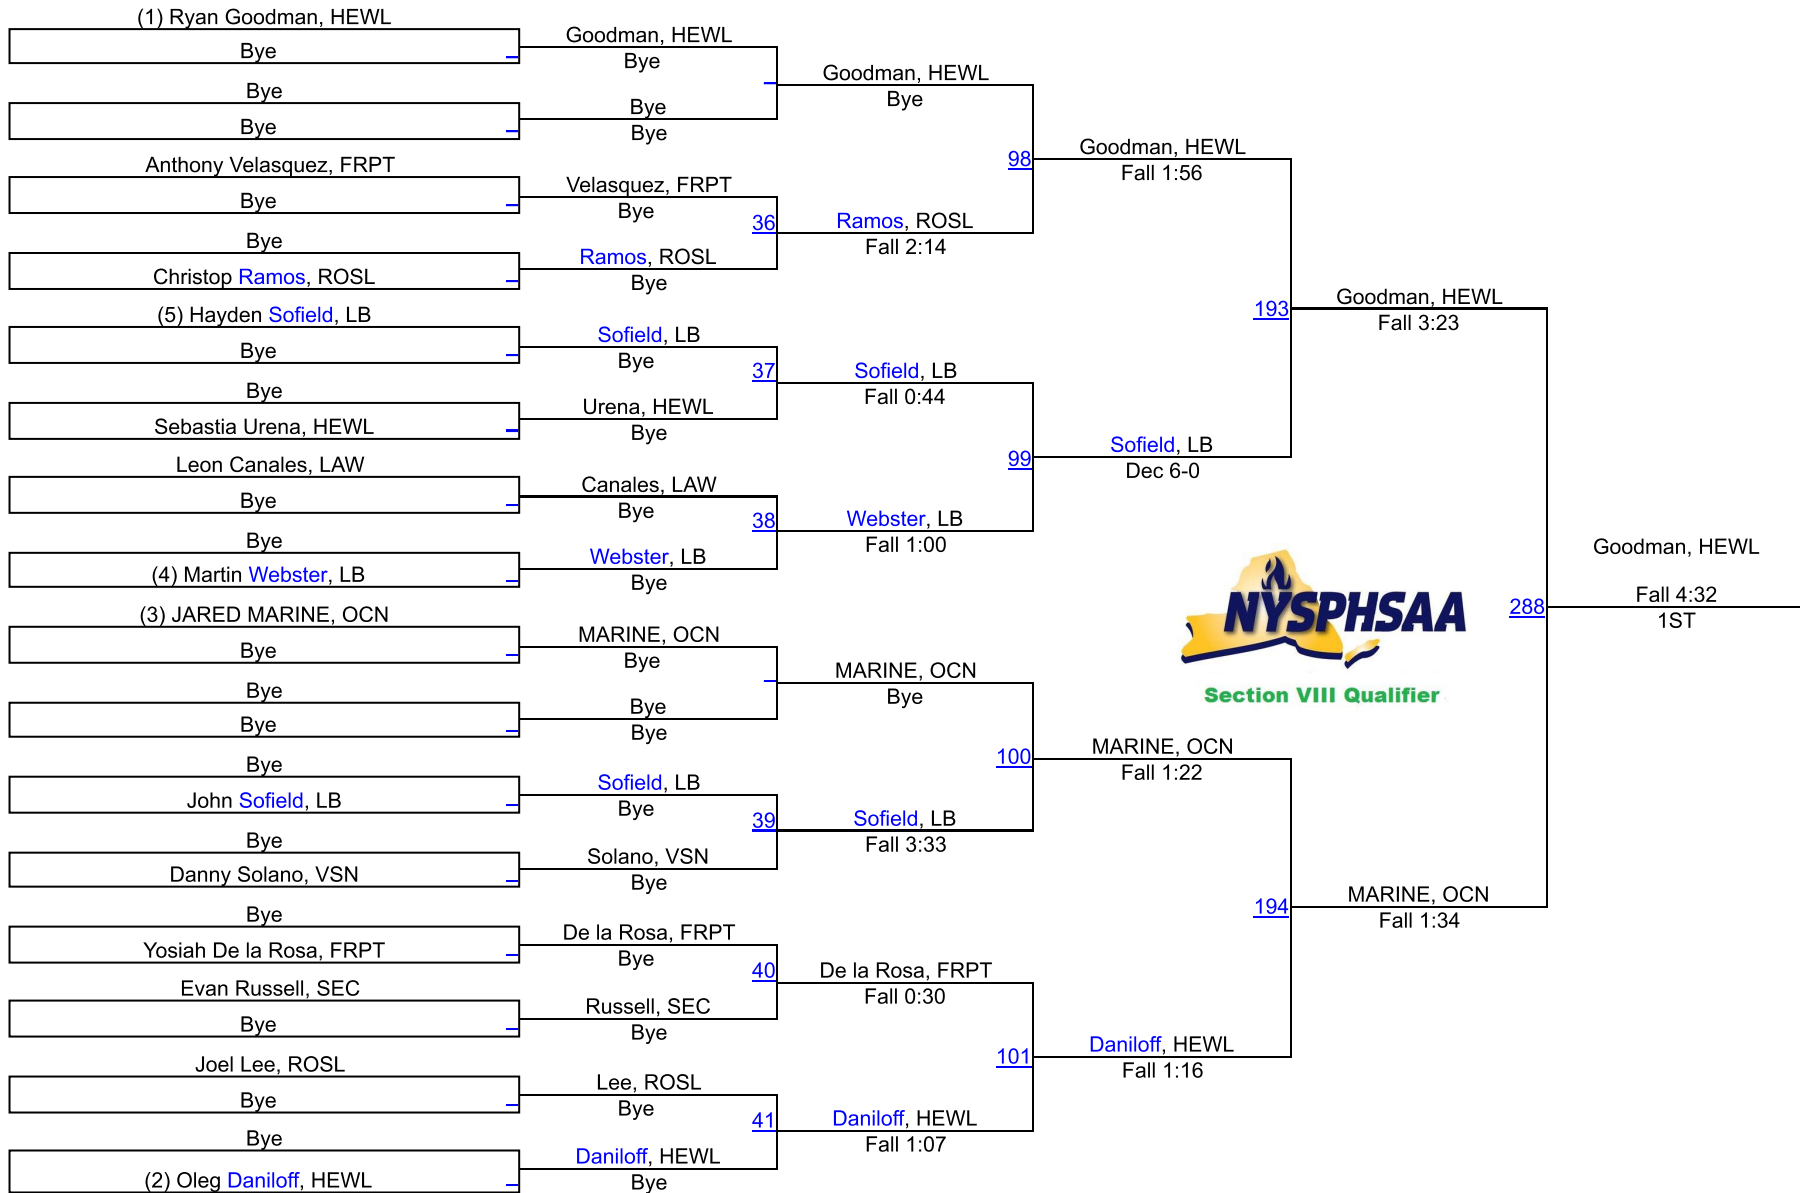 (1) Ryan Goodman, HEWL
Bye
Bye
Bye
Anthony Velasquez, FRPT
Bye
Bye
Christop Ramos, ROSL
(5) Hayden Sofield, LB
Bye
Bye
Sebastia Urena, HEWL
Leon Canales, LAW
Bye
Bye
(4) Martin Webster, LB
(3) JARED MARINE, OCN
Bye
Bye
Bye
Bye
John Sofield, LB
Bye
Danny Solano, VSN
Bye
Yosiah De la Rosa, FRPT
Evan Russell, SEC
Bye
Joel Lee, ROSL
Bye
Bye
(2) Oleg Daniloff, HEWL
Goodman, HEWL
Bye
Bye
Bye
Velasquez, FRPT
Bye
36
Ramos, ROSL
Bye
Sofield, LB
Bye
37
Urena, HEWL
Bye
Canales, LAW
Bye
38
Webster, LB
Bye
MARINE, OCN
Bye
Bye
Bye
Sofield, LB
Bye
39
Solano, VSN
Bye
De la Rosa, FRPT
Bye
40
Russell, SEC
Bye
Lee, ROSL
Bye
41
Daniloff, HEWL
Bye
Goodman, HEWL
Bye
98
Ramos, ROSL
Fall 2:14
Sofield, LB
Fall 0:44
99
Webster, LB
Fall 1:00
MARINE, OCN
Bye
100
Sofield, LB
Fall 3:33
De la Rosa, FRPT
Fall 0:30
101
Daniloff, HEWL
Fall 1:07
Goodman, HEWL
Fall 1:56
193
Sofield, LB
Dec 6-0
MARINE, OCN
Fall 1:22
194
Daniloff, HEWL
Fall 1:16
Goodman, HEWL
Fall 3:23
NYSPHSAA
Section VIII Qualifier
288
MARINE, OCN
Fall 1:34
Goodman, HEWL
Fall 4:32
1ST